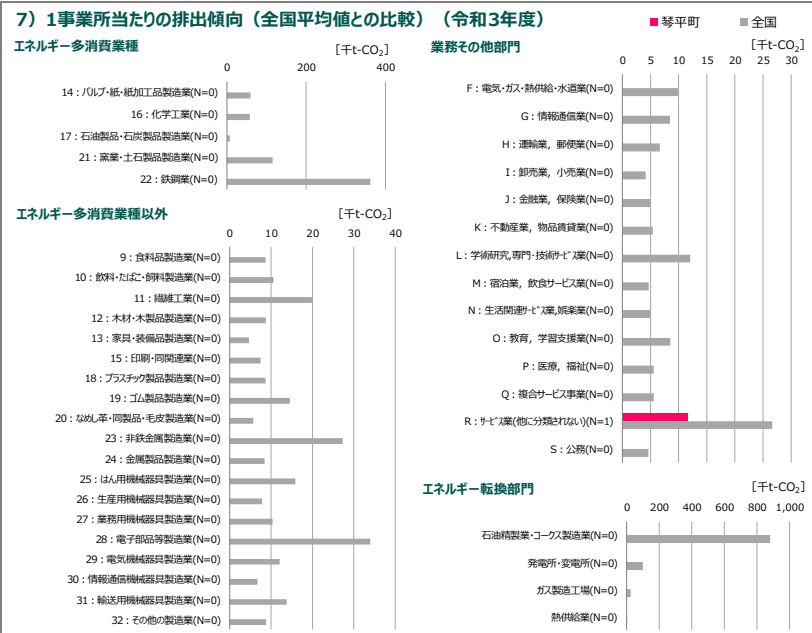 7）1事業所当たりの排出傾向（全国平均値との比較）（令和3年度）
■琴平町 ■全国
エネルギー多消費業種
[千t-CO₂]
0 200 400
14：パルプ・紙・紙加工品製造業(N=0)
16：化学工業(N=0)
17：石油製品・石炭製品製造業(N=0)
21：窯業・土石製品製造業(N=0)
22：鉄鋼業(N=0)
エネルギー多消費業種以外
[千t-CO₂]
0 10 20 30 40
9：食料品製造業(N=0)
10：飲料・たばこ・飼料製造業(N=0)
11：繊維工業(N=0)
12：木材・木製品製造業(N=0)
13：家具・装備品製造業(N=0)
15：印刷・同関連業(N=0)
18：プラスチック製品製造業(N=0)
19：ゴム製品製造業(N=0)
20：なめし革・同製品・毛皮製造業(N=0)
23：非鉄金属製造業(N=0)
24：金属製品製造業(N=0)
25：はん用機械器具製造業(N=0)
26：生産用機械器具製造業(N=0)
27：業務用機械器具製造業(N=0)
28：電子部品等製造業(N=0)
29：電気機械器具製造業(N=0)
30：情報通信機械器具製造業(N=0)
31：輸送用機械器具製造業(N=0)
32：その他の製造業(N=0)
業務その他部門
[千t-CO₂]
0 5 10 15 20 25 30
F：電気・ガス・熱供給・水道業(N=0)
G：情報通信業(N=0)
H：運輸業，郵便業(N=0)
I：卸売業，小売業(N=0)
J：金融業，保険業(N=0)
K：不動産業，物品賃貸業(N=0)
L：学術研究,専門・技術ｻｰﾋﾞｽ業(N=0)
M：宿泊業，飲食サービス業(N=0)
N：生活関連ｻｰﾋﾞｽ業,娯楽業(N=0)
O：教育，学習支援業(N=0)
P：医療，福祉(N=0)
Q：複合サービス事業(N=0)
R：ｻｰﾋﾞｽ業(他に分類されない)(N=1)
S：公務(N=0)
エネルギー転換部門
[千t-CO₂]
0 200 400 600 800 1,000
石油精製業・コークス製造業(N=0)
発電所・変電所(N=0)
ガス製造工場(N=0)
熱供給業(N=0)